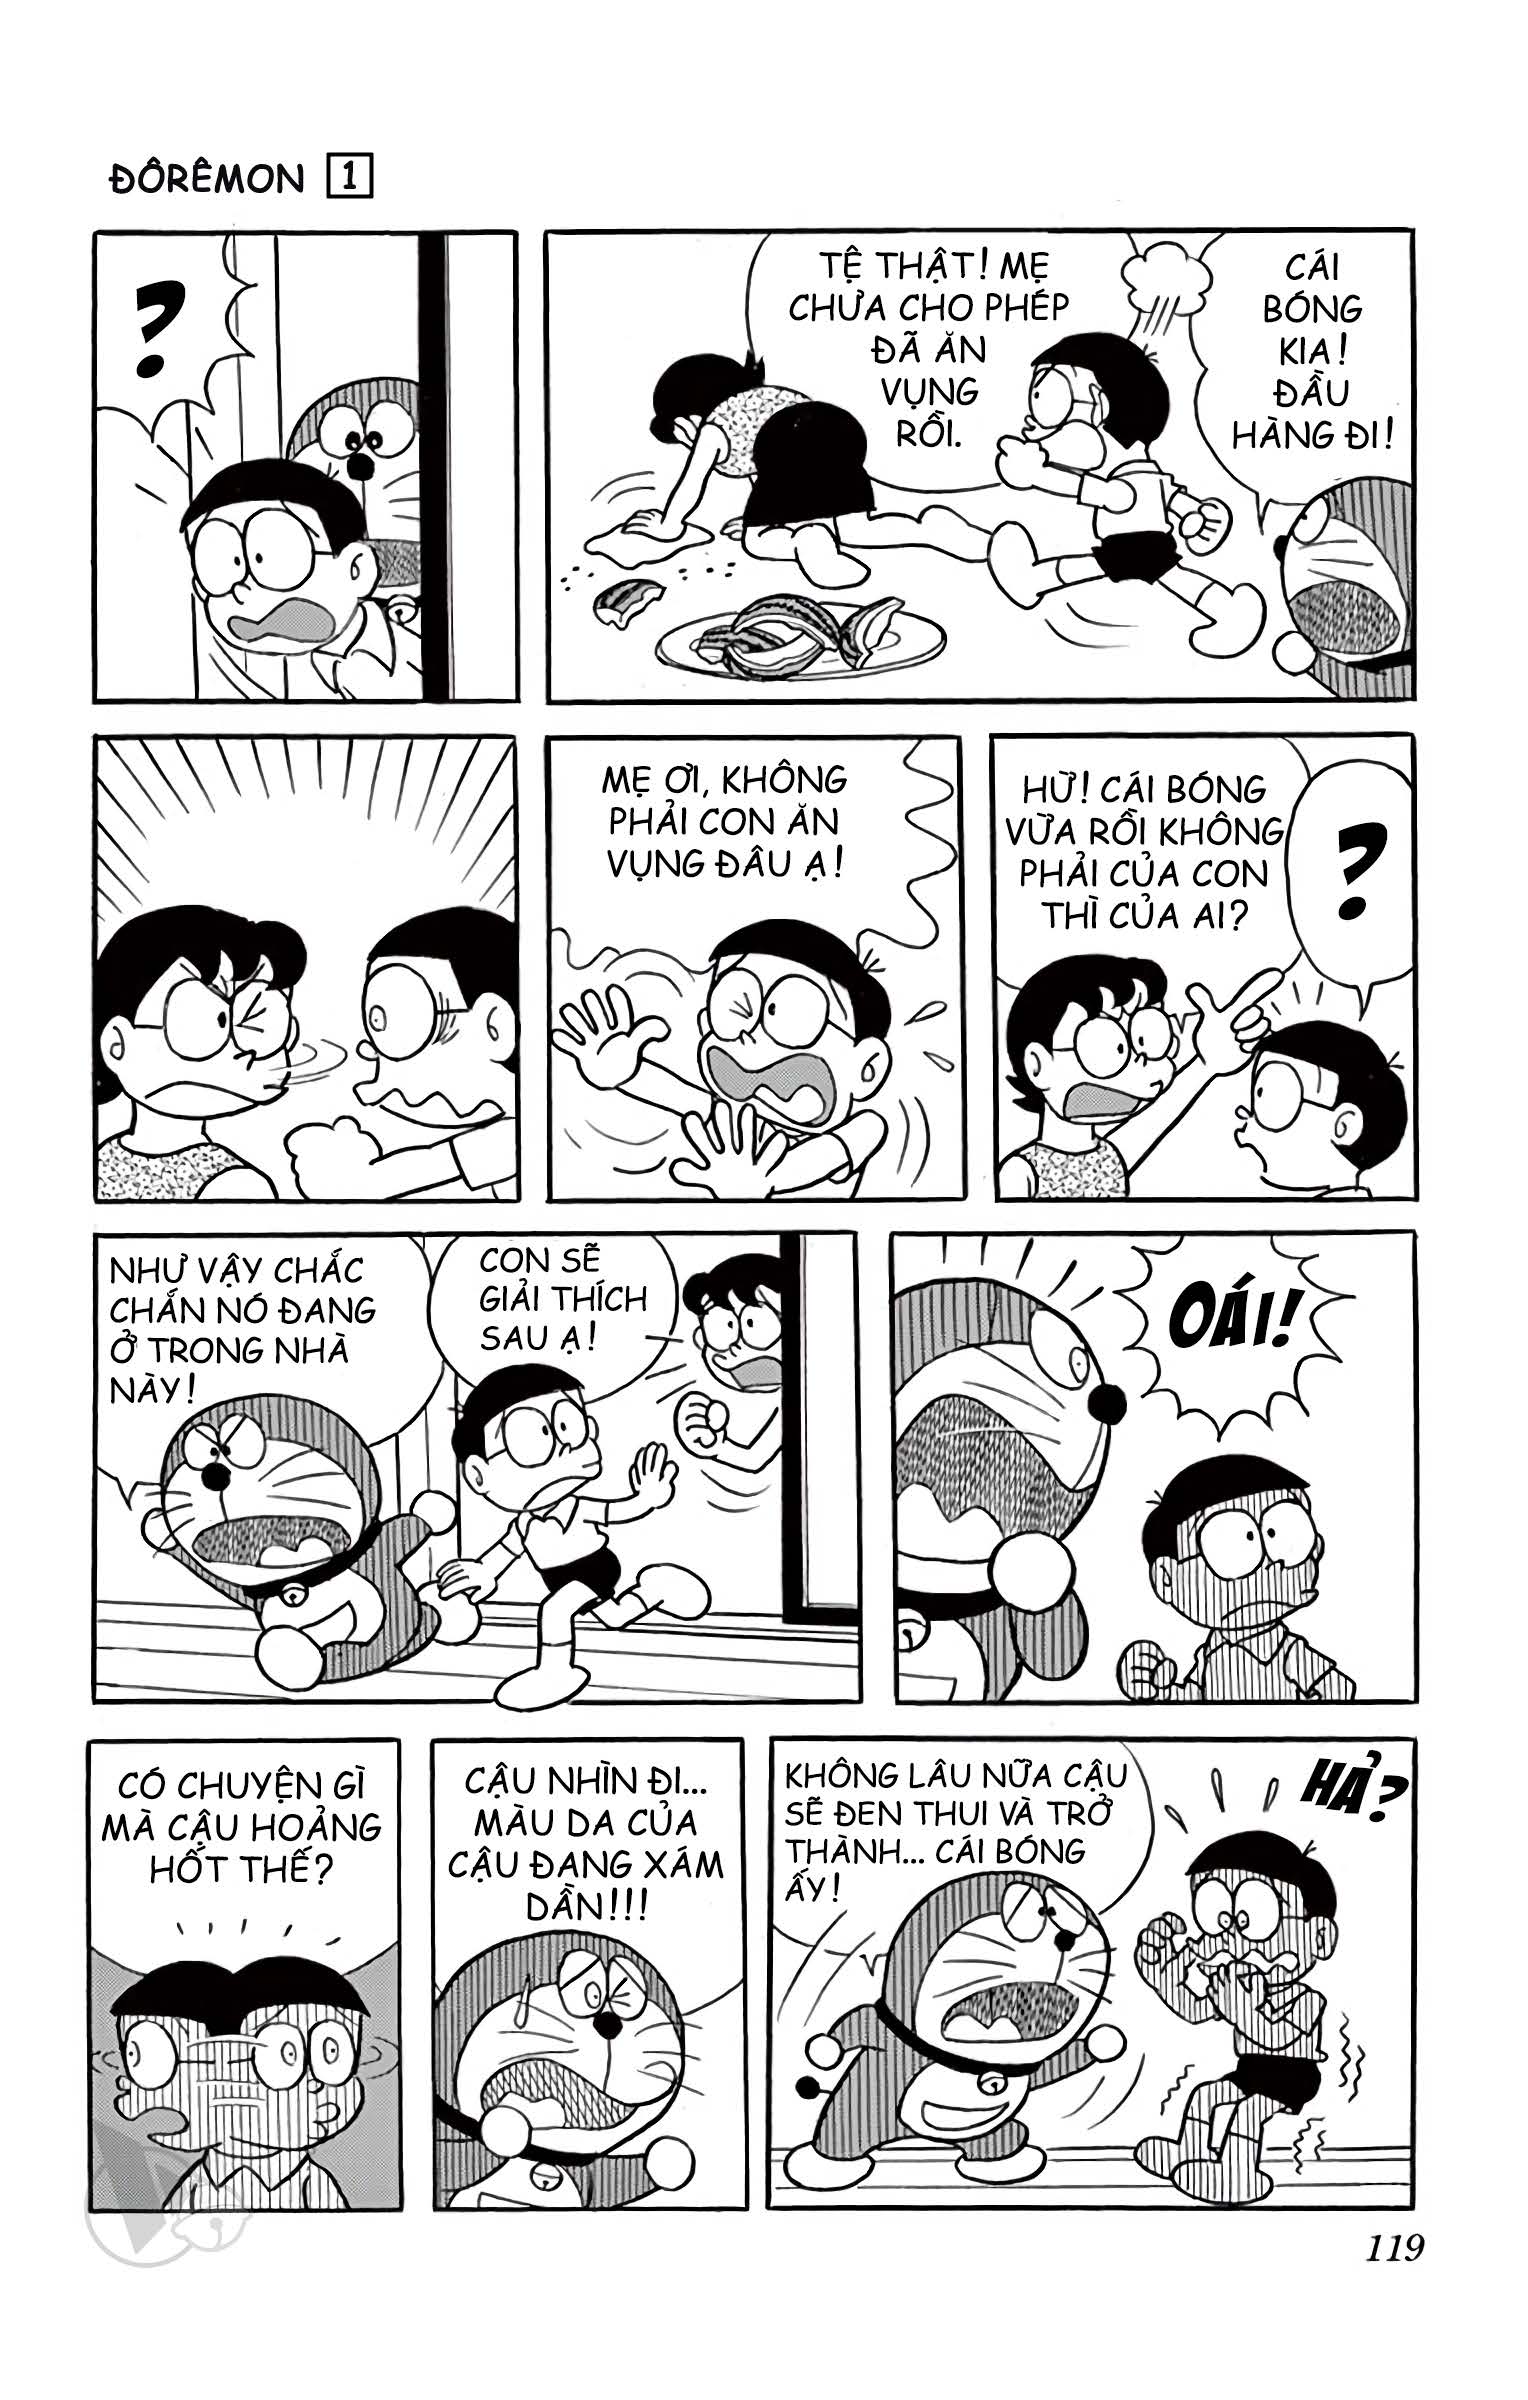 ĐÔRÊMON 1
?
TỆ THẬT! MẸ
CHƯA CHO PHÉP
ĐÃ ĂN
VỤNG
RỒI.
CÁI
BÓNG
KIA!
ĐẦU
HÀNG ĐI!
MẸ ƠI, KHÔNG
PHẢI CON ĂN
VỤNG ĐÂU Ạ!
HỪ! CÁI BÓNG
VỪA RỒI KHÔNG
PHẢI CỦA CON
THÌ CỦA AI?
?
NHƯ VẬY CHẮC
CHẮN NÓ ĐANG
Ở TRONG NHÀ
NÀY!
CON SẼ
GIẢI THÍCH
SAU Ạ!
OÁI!
CÓ CHUYỆN GÌ
MÀ CẬU HOẢNG
HỐT THẾ?
CẬU NHÌN ĐI...
MÀU DA CỦA
CẬU ĐANG XÁM
DẦN!!!
KHÔNG LÂU NỮA CẬU
SẼ ĐEN THUI VÀ TRỞ
THÀNH... CÁI BÓNG
ẤY!
HẢ?
119